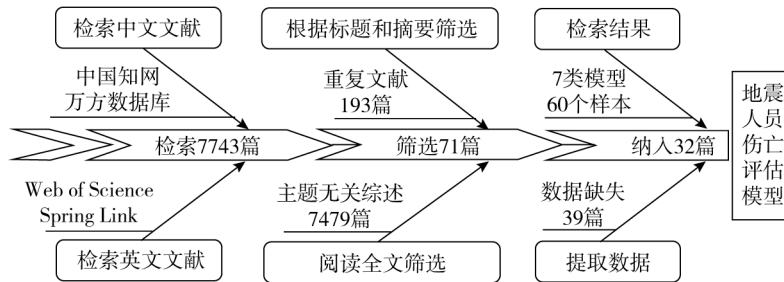 检索中文文献
根据标题和摘要筛选
检索结果
中国知网
万方数据库
重复文献
193篇
7类模型
60个样本
检索7743篇
筛选71篇
纳入32篇
地震
人员
伤亡
评估
模型
Web of Science
Spring Link
主题无关综述
7479篇
数据缺失
39篇
检索英文文献
阅读全文筛选
提取数据